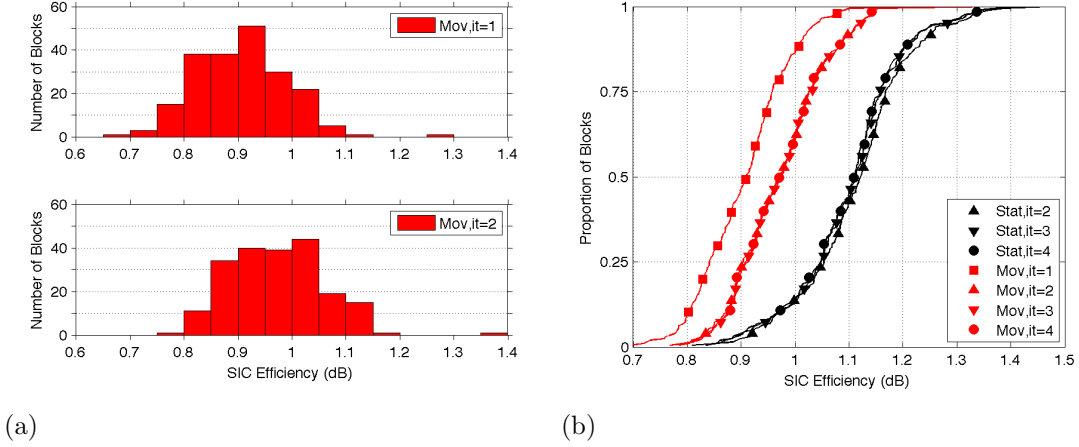 60
40
20
0
Number of Blocks
Mov,it=1
0.6 0.7 0.8 0.9 1 1.1 1.2 1.3 1.4
60
40
20
0
Number of Blocks
Mov,it=2
0.6 0.7 0.8 0.9 1 1.1 1.2 1.3 1.4
SIC Efficiency (dB)
(a)
1
0.75
0.5
0.25
0
Proportion of Blocks
Stat,it=2
Stat,it=3
Stat,it=4
Mov,it=1
Mov,it=2
Mov,it=3
Mov,it=4
0.7 0.8 0.9 1 1.1 1.2 1.3 1.4 1.5
SIC Efficiency (dB)
(b)